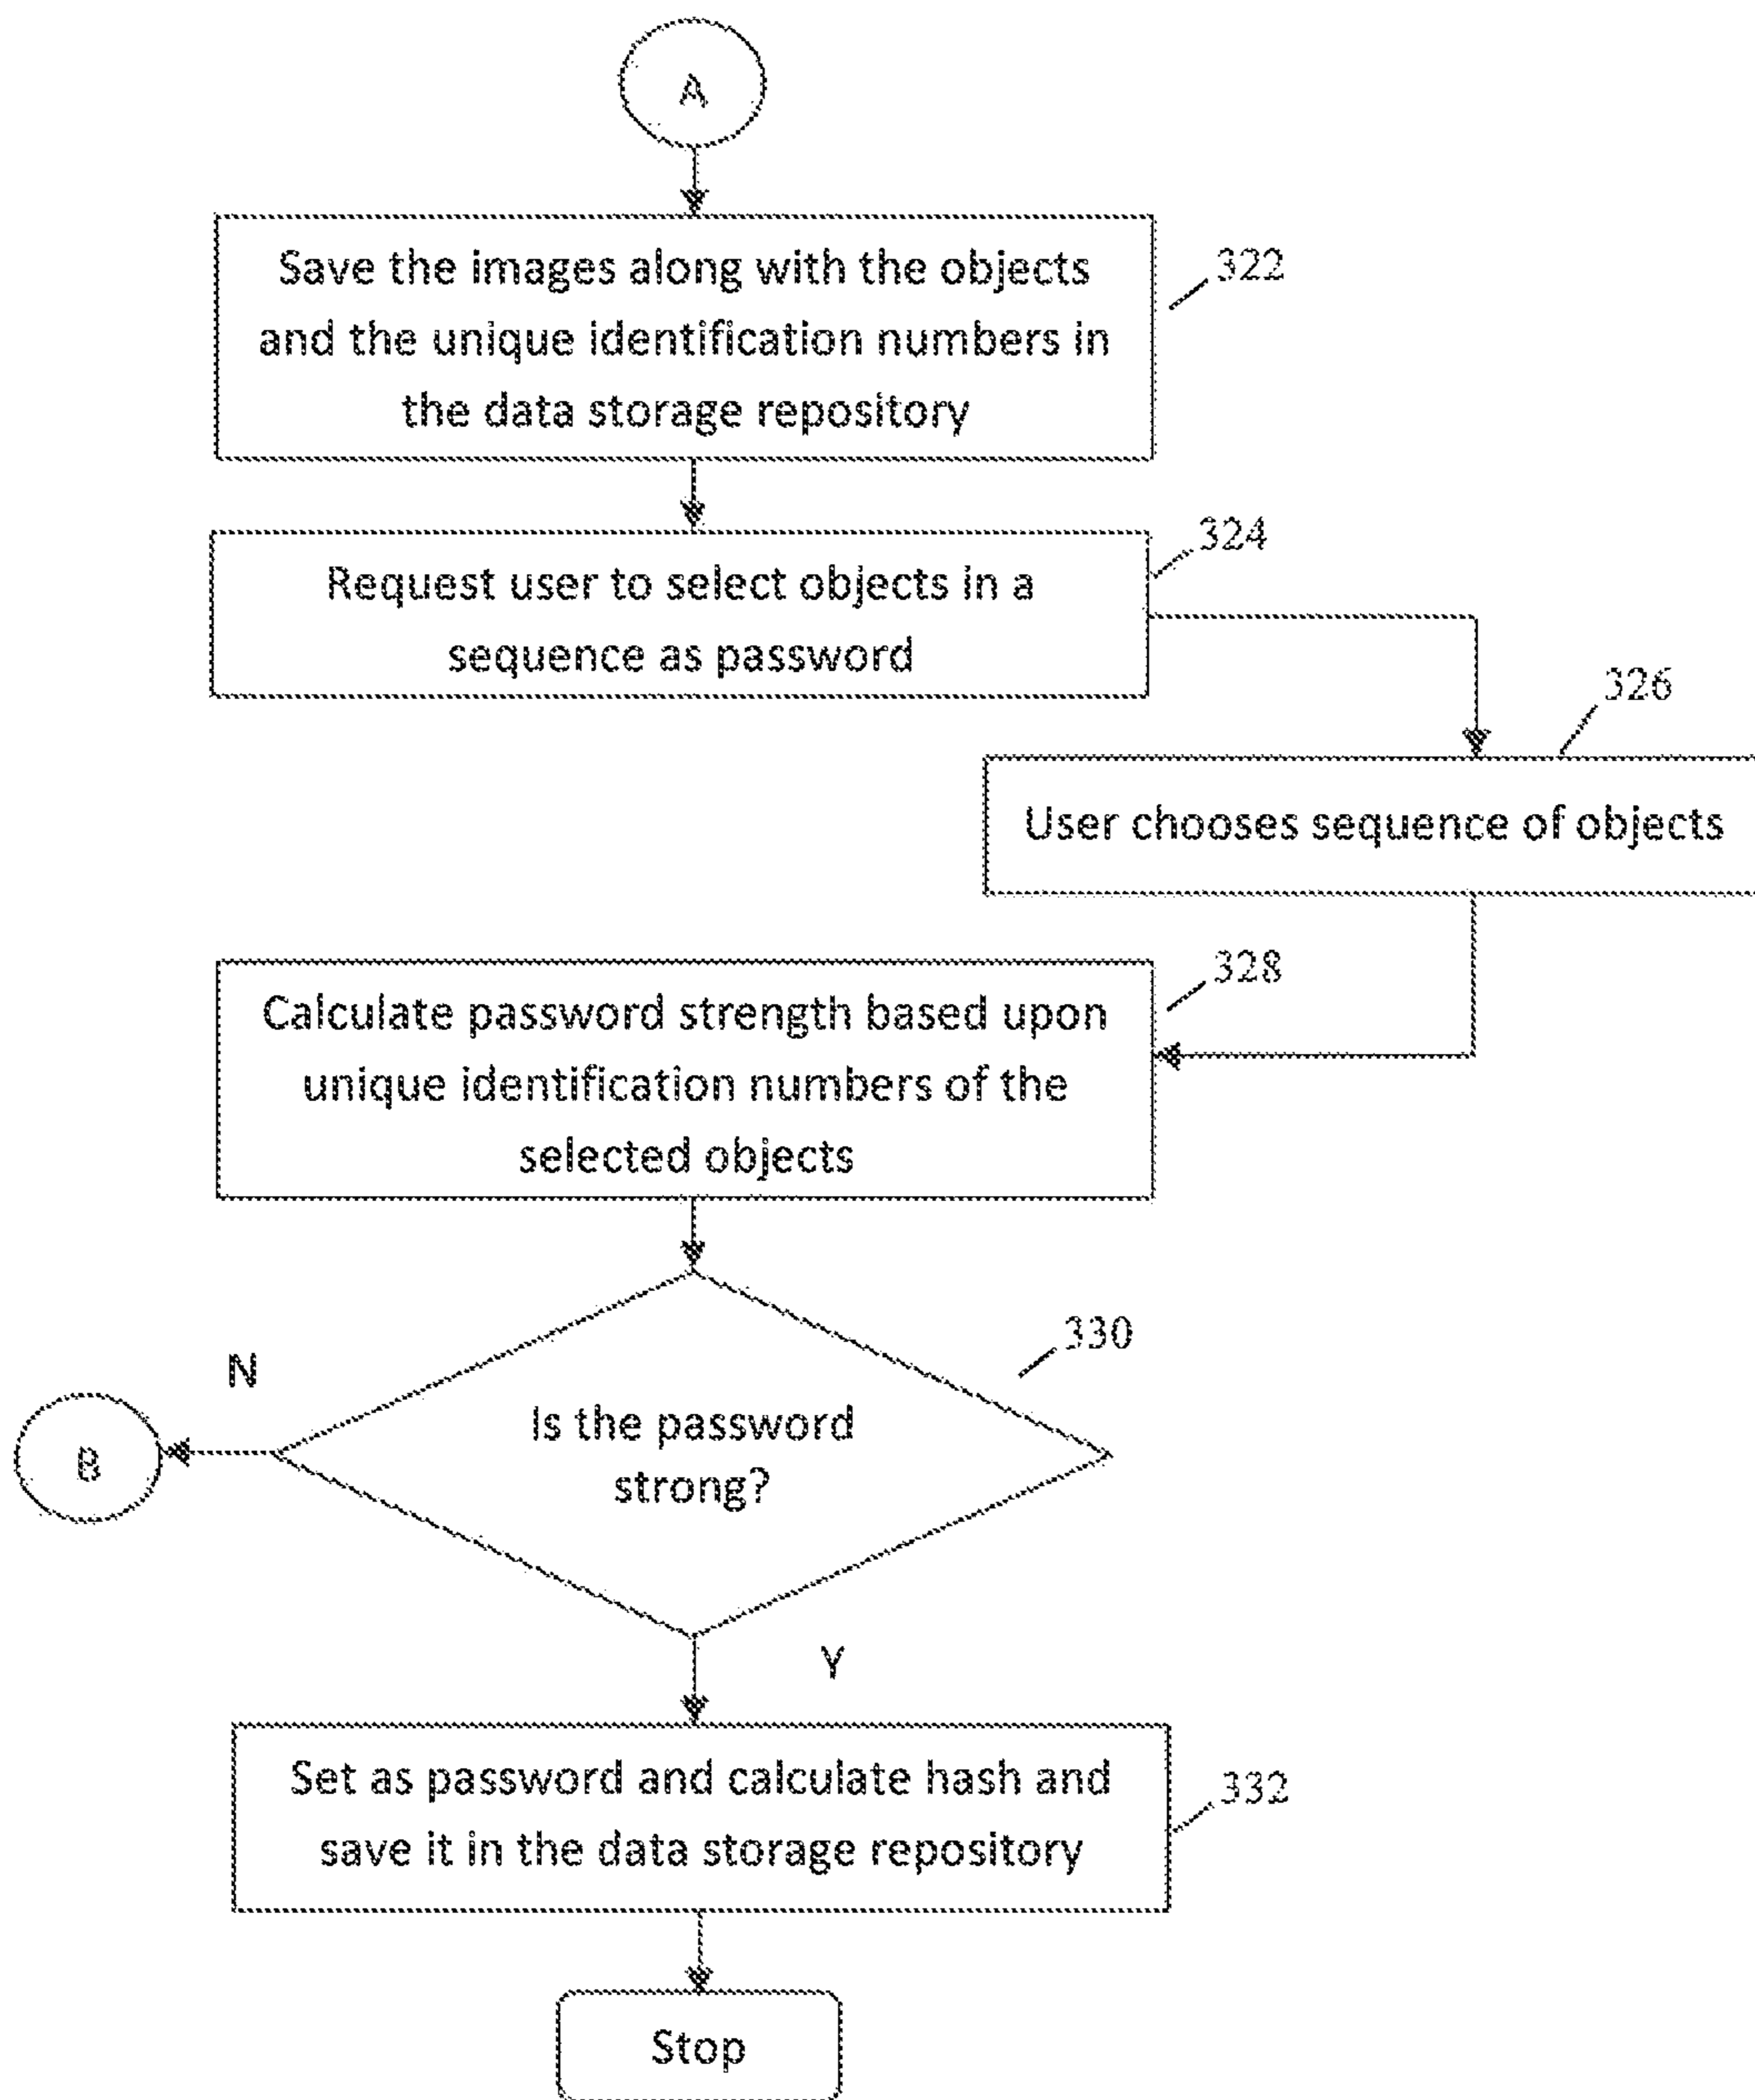 A
Save the images along with the objects
and the unique identification numbers in
the data storage repository
322
Request user to select objects in a
sequence as password
324
326
User chooses sequence of objects
Calculate password strength based upon
unique identification numbers of the
selected objects
328
Is the password
strong?
330
N
B
Y
Set as password and calculate hash and
save it in the data storage repository
332
Stop